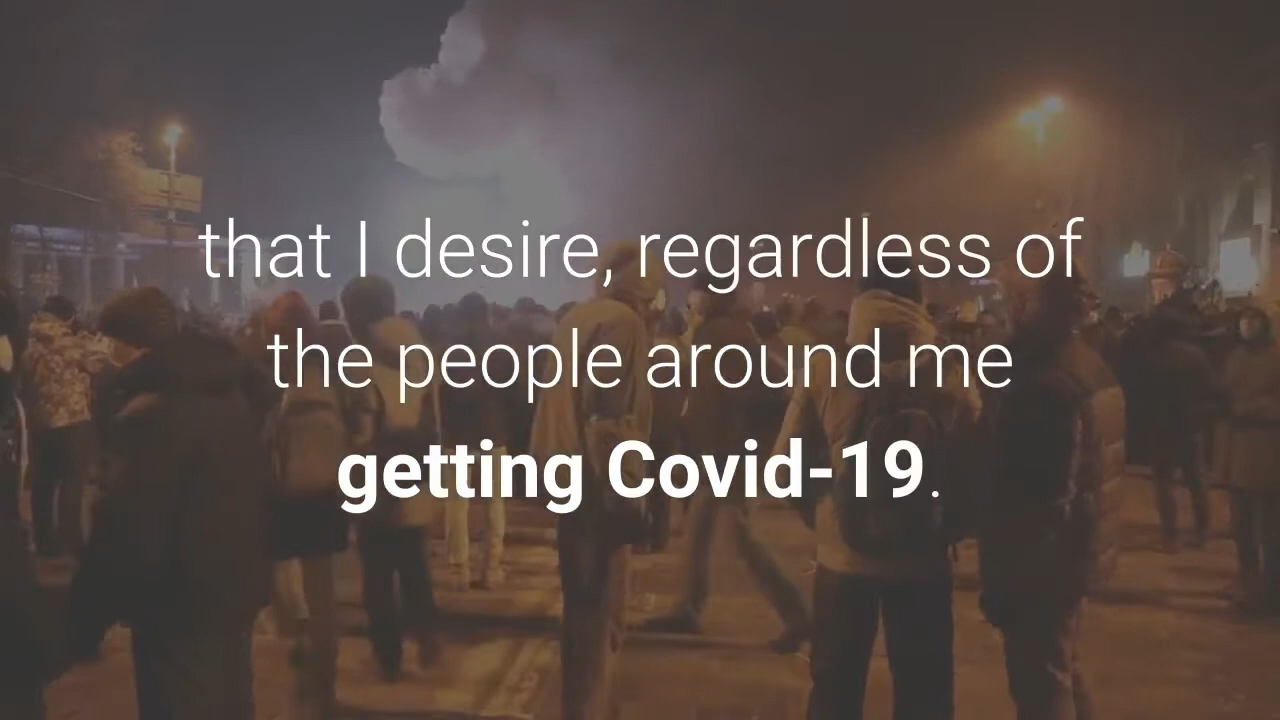 that I desire, regardless of
the people around me
getting Covid-19.